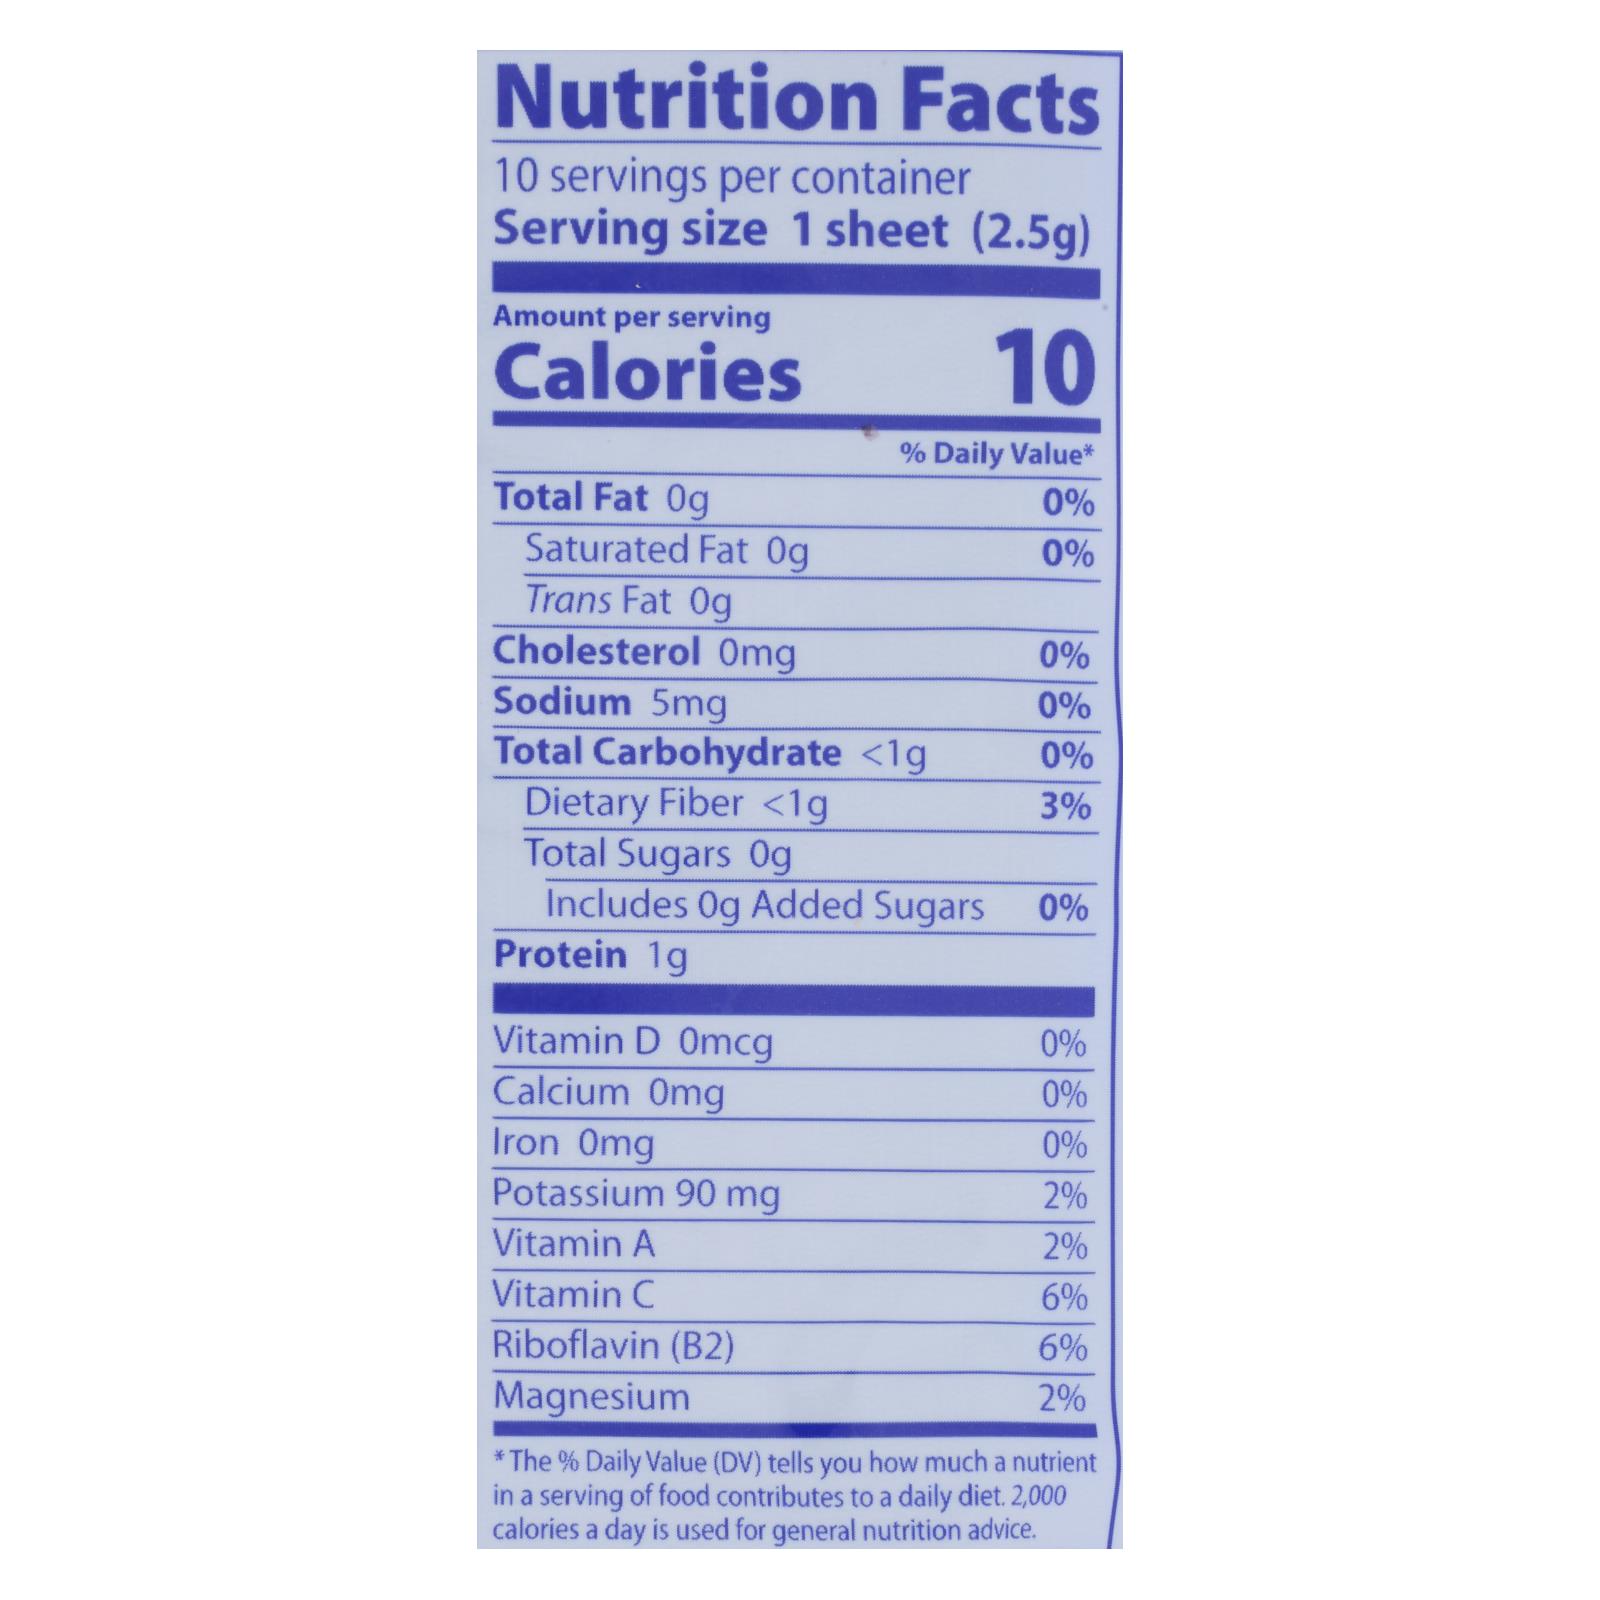 Nutrition Facts
10 servings per container
Serving size 1 sheet (2.5g)
Amount per serving
Calories 10
% Daily Value*
Total Fat 0g 0%
Saturated Fat 0g 0%
Trans Fat 0g
Cholesterol 0mg 0%
Sodium 5mg 0%
Total Carbohydrate <1g 0%
Dietary Fiber <1g 3%
Total Sugars 0g
Includes 0g Added Sugars 0%
Protein 1g
Vitamin D 0mcg 0%
Calcium 0mg 0%
Iron 0mg 0%
Potassium 90 mg 2%
Vitamin A 2%
Vitamin C 6%
Riboflavin (B2) 6%
Magnesium 2%
* The % Daily Value (DV) tells you how much a nutrient
in a serving of food contributes to a daily diet. 2,000
calories a day is used for general nutrition advice.